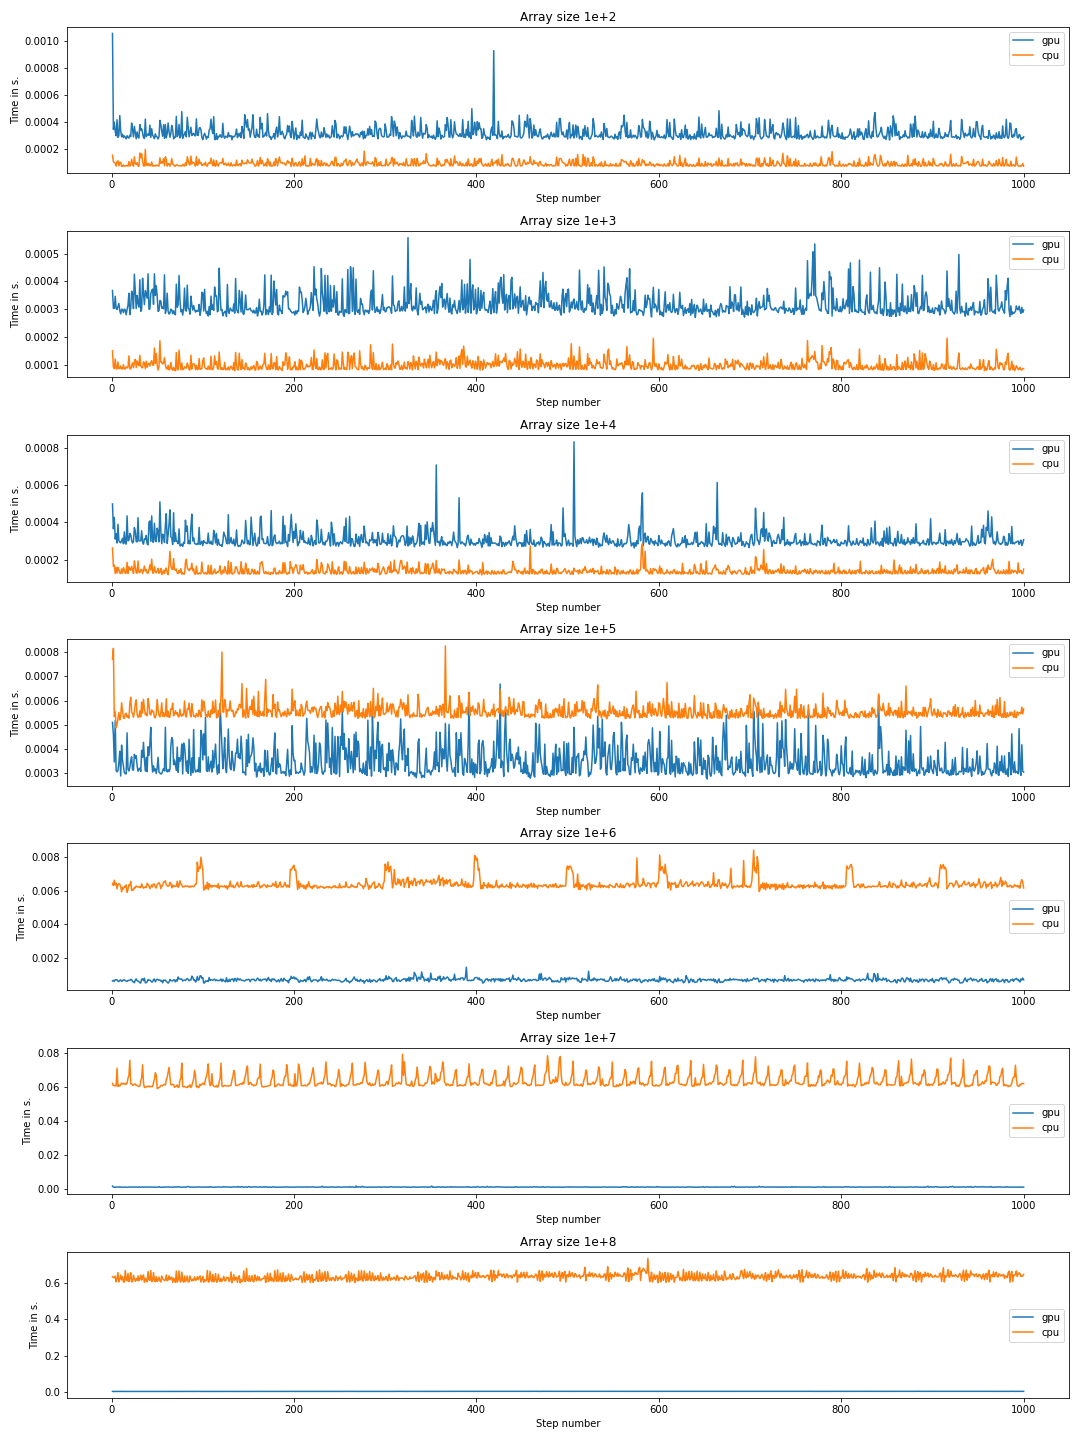 Array size 1e+2
0.0010
0.0008
0.0006
0.0004
0.0002
Time in s.
gpu
cpu
0 200 400 600 800 1000
Step number
Array size 1e+3
0.0005
0.0004
0.0003
0.0002
0.0001
Time in s.
gpu
cpu
0 200 400 600 800 1000
Step number
Array size 1e+4
0.0008
0.0006
0.0004
0.0002
Time in s.
gpu
cpu
0 200 400 600 800 1000
Step number
Array size 1e+5
0.0008
0.0007
0.0006
0.0005
0.0004
0.0003
Time in s.
gpu
cpu
0 200 400 600 800 1000
Step number
Array size 1e+6
0.008
0.006
0.004
0.002
Time in s.
gpu
cpu
0 200 400 600 800 1000
Step number
Array size 1e+7
0.08
0.06
0.04
0.02
0.00
Time in s.
gpu
cpu
0 200 400 600 800 1000
Step number
Array size 1e+8
0.6
0.4
0.2
0.0
Time in s.
gpu
cpu
0 200 400 600 800 1000
Step number